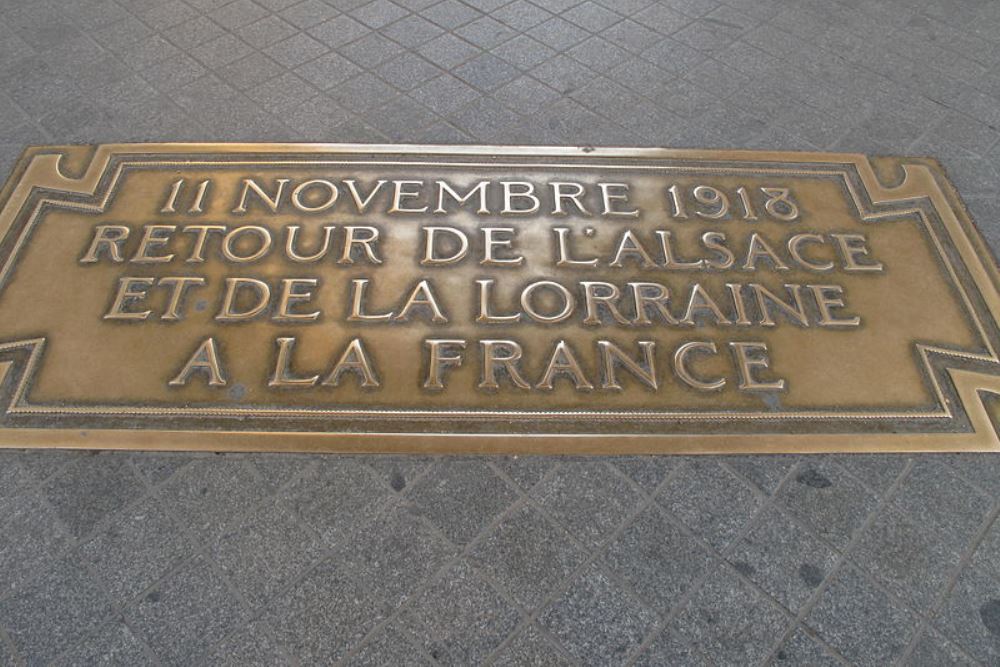 11 NOVEMBRE 1918
RETOUR DE L'ALSACE
ET DE LA LORRAINE
A LA FRANCE